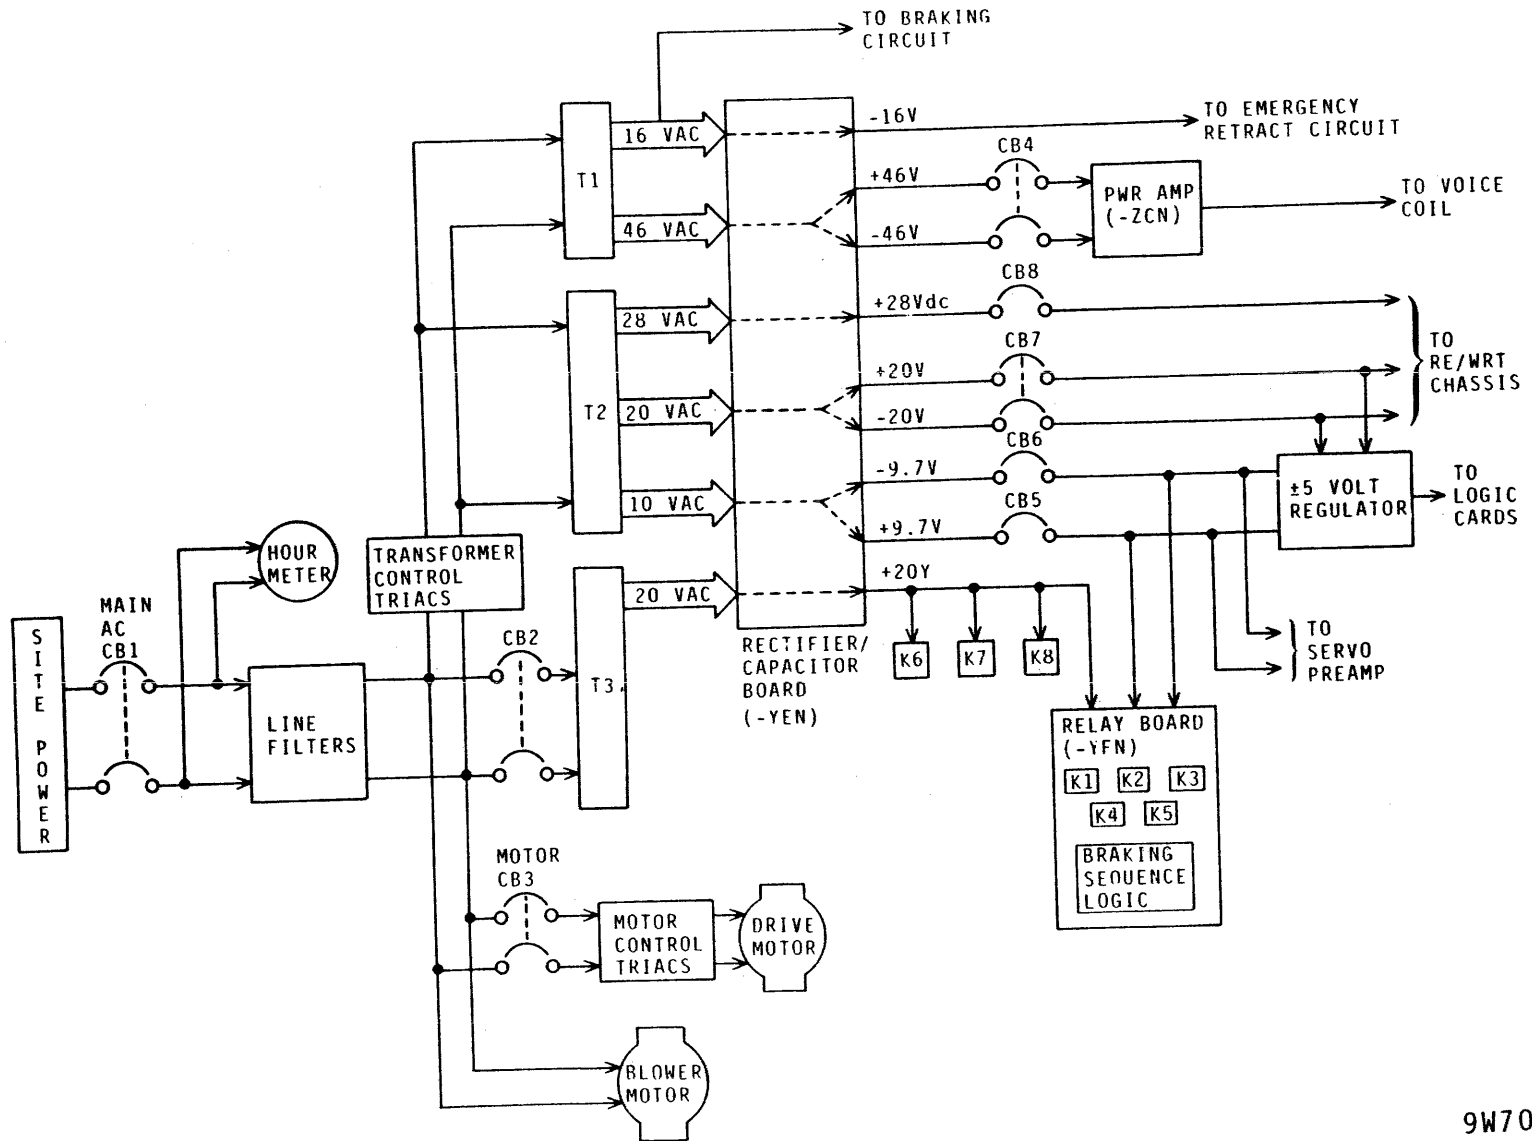 TO BRAKING
CIRCUIT
16 VAC
-16V
TO EMERGENCY
RETRACT CIRCUIT
T1
CB4
+46V
PWR AMP
(-ZCN)
TO VOICE
COIL
46 VAC
-46V
CB8
28 VAC
+28Vdc
CB7
TO
RE/WRT
CHASSIS
+20V
T2
20 VAC
-20V
CB6
-9.7V
10 VAC
CB5
±5 VOLT
REGULATOR
TO
LOGIC
CARDS
+9.7V
HOUR
METER
TRANSFORMER
CONTROL
TRIACS
+20Y
20 VAC
MAIN
AC
CB1
CB2
T3
RECTIFIER/
CAPACITOR
BOARD
(-YEN)
K6
K7
K8
TO
SERVO
PREAMP
SITE POWER
LINE
FILTERS
RELAY BOARD
(-YFN)
K1
K2
K3
K4
K5
BRAKING
SEQUENCE
LOGIC
MOTOR
CB3
MOTOR
CONTROL
TRIACS
DRIVE
MOTOR
BLOWER
MOTOR
9W70